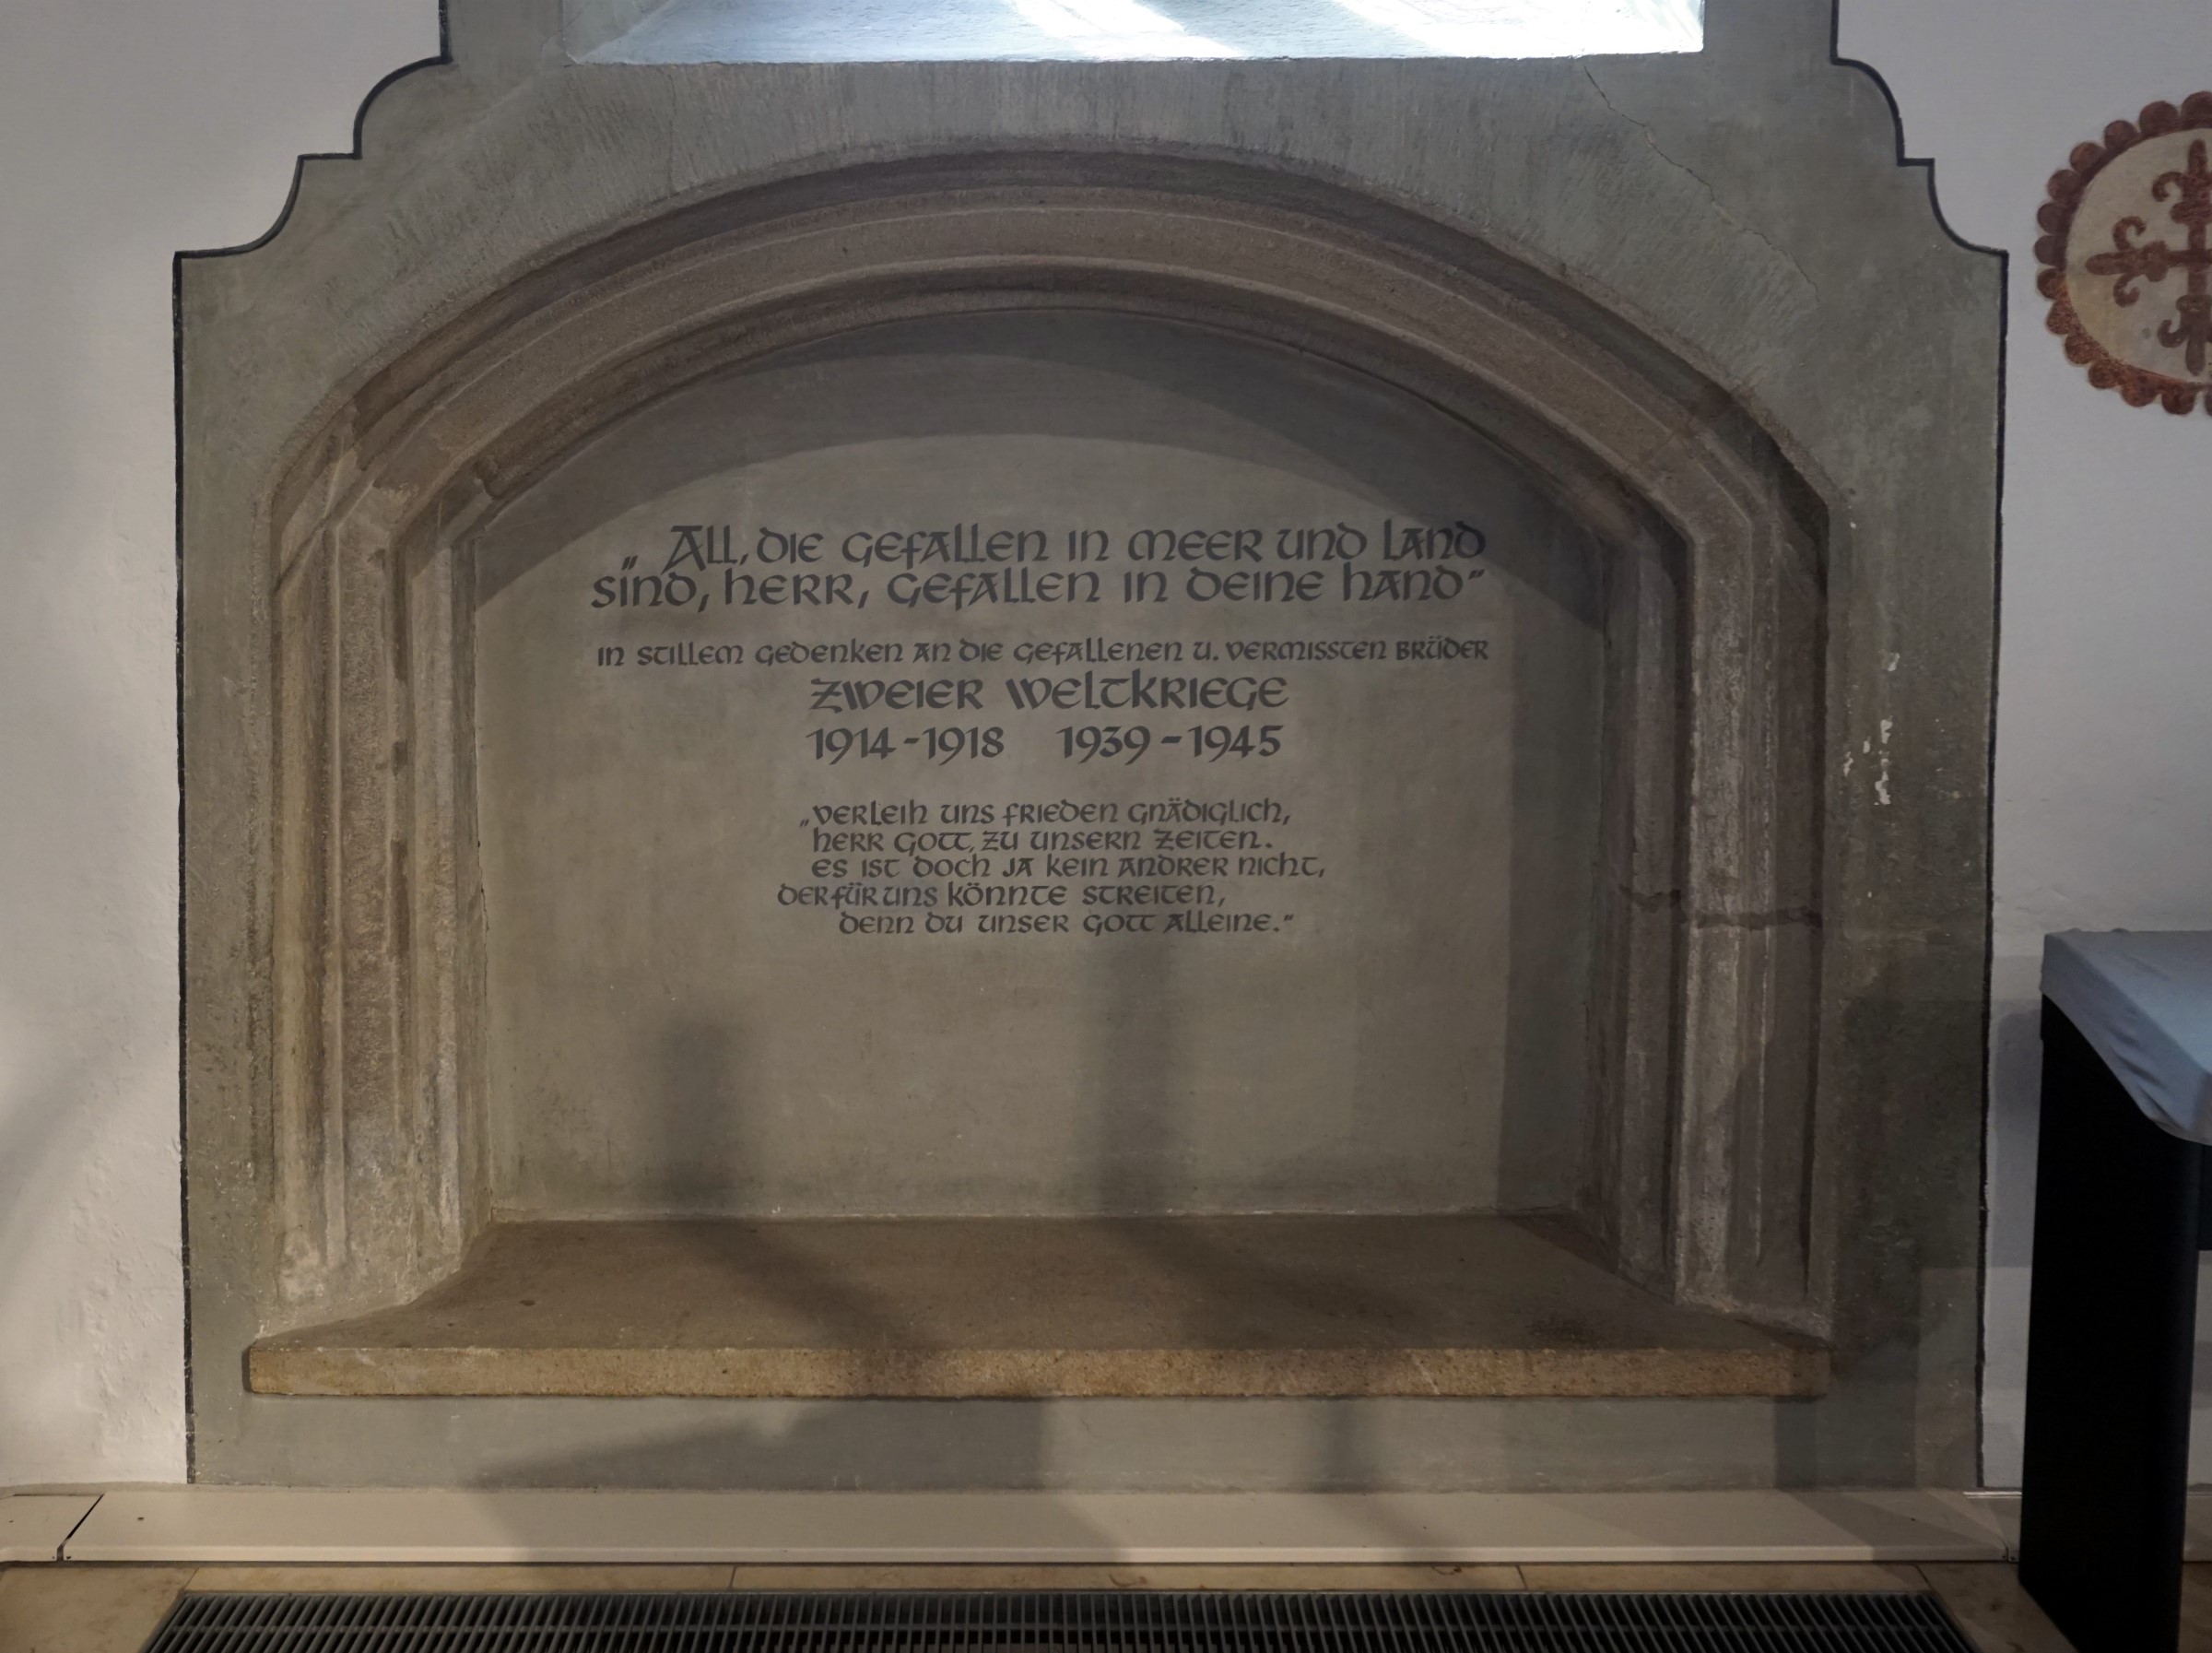 „All, die gefallen in Meer und Land
sind, Herr, gefallen in deine Hand“
in stillem Gedenken an die gefallenen u. vermissten Brüder
zweier Weltkriege
1914-1918 1939-1945
„Verleih uns Frieden gnädiglich,
Herr Gott, zu unsern Zeiten.
Es ist doch ja kein andrer nicht,
der für uns könnte streiten,
denn du unser Gott alleine.“